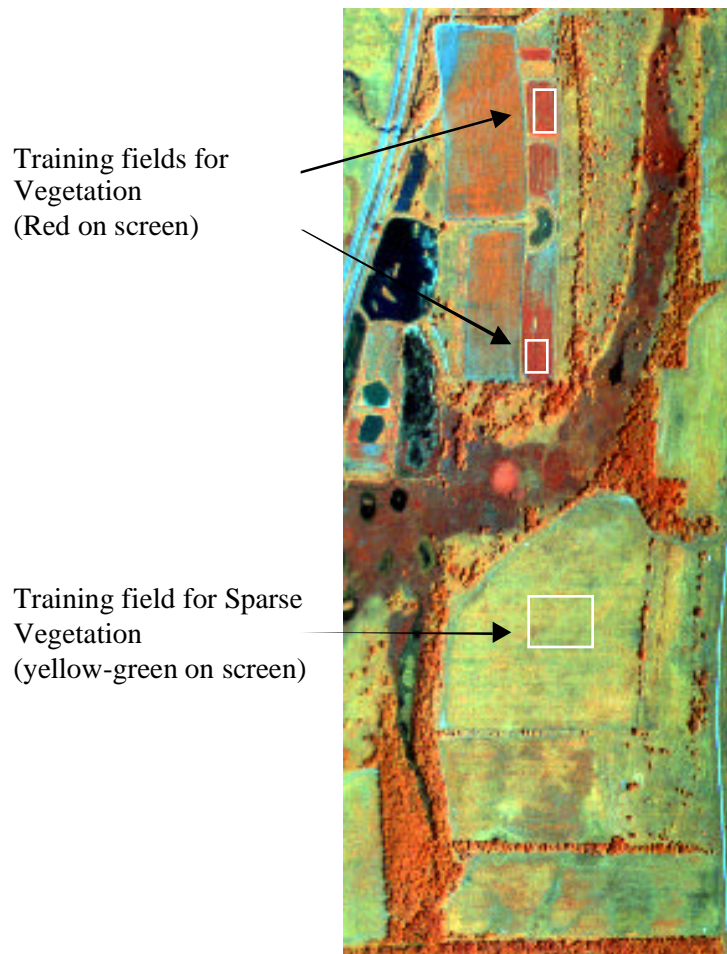 Training fields for
Vegetation
(Red on screen)
Training field for Sparse
Vegetation
(yellow-green on screen)